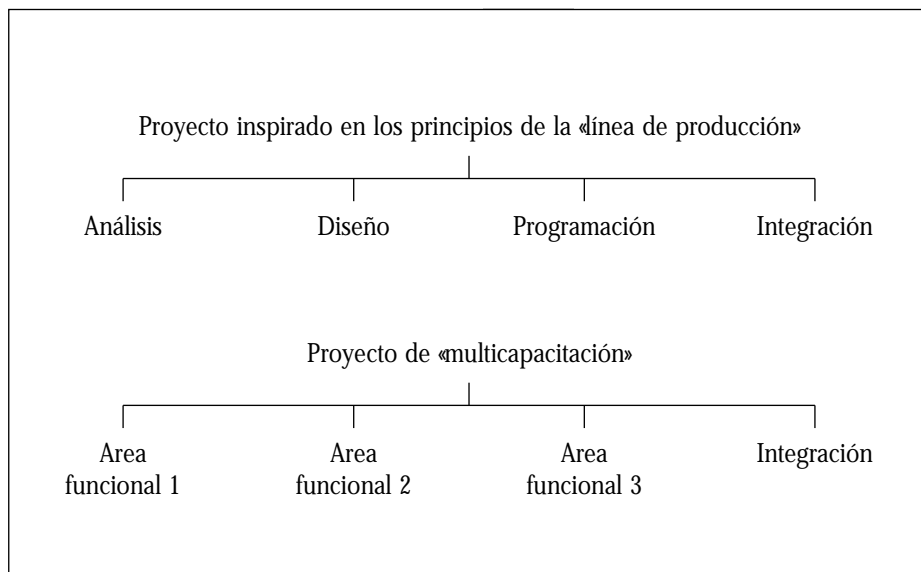 Proyecto inspirado en los principios de la «línea de producción»
Análisis Diseño Programación Integración
Proyecto de «multicapacitación»
Area Area Area Integración
funcional 1 funcional 2 funcional 3